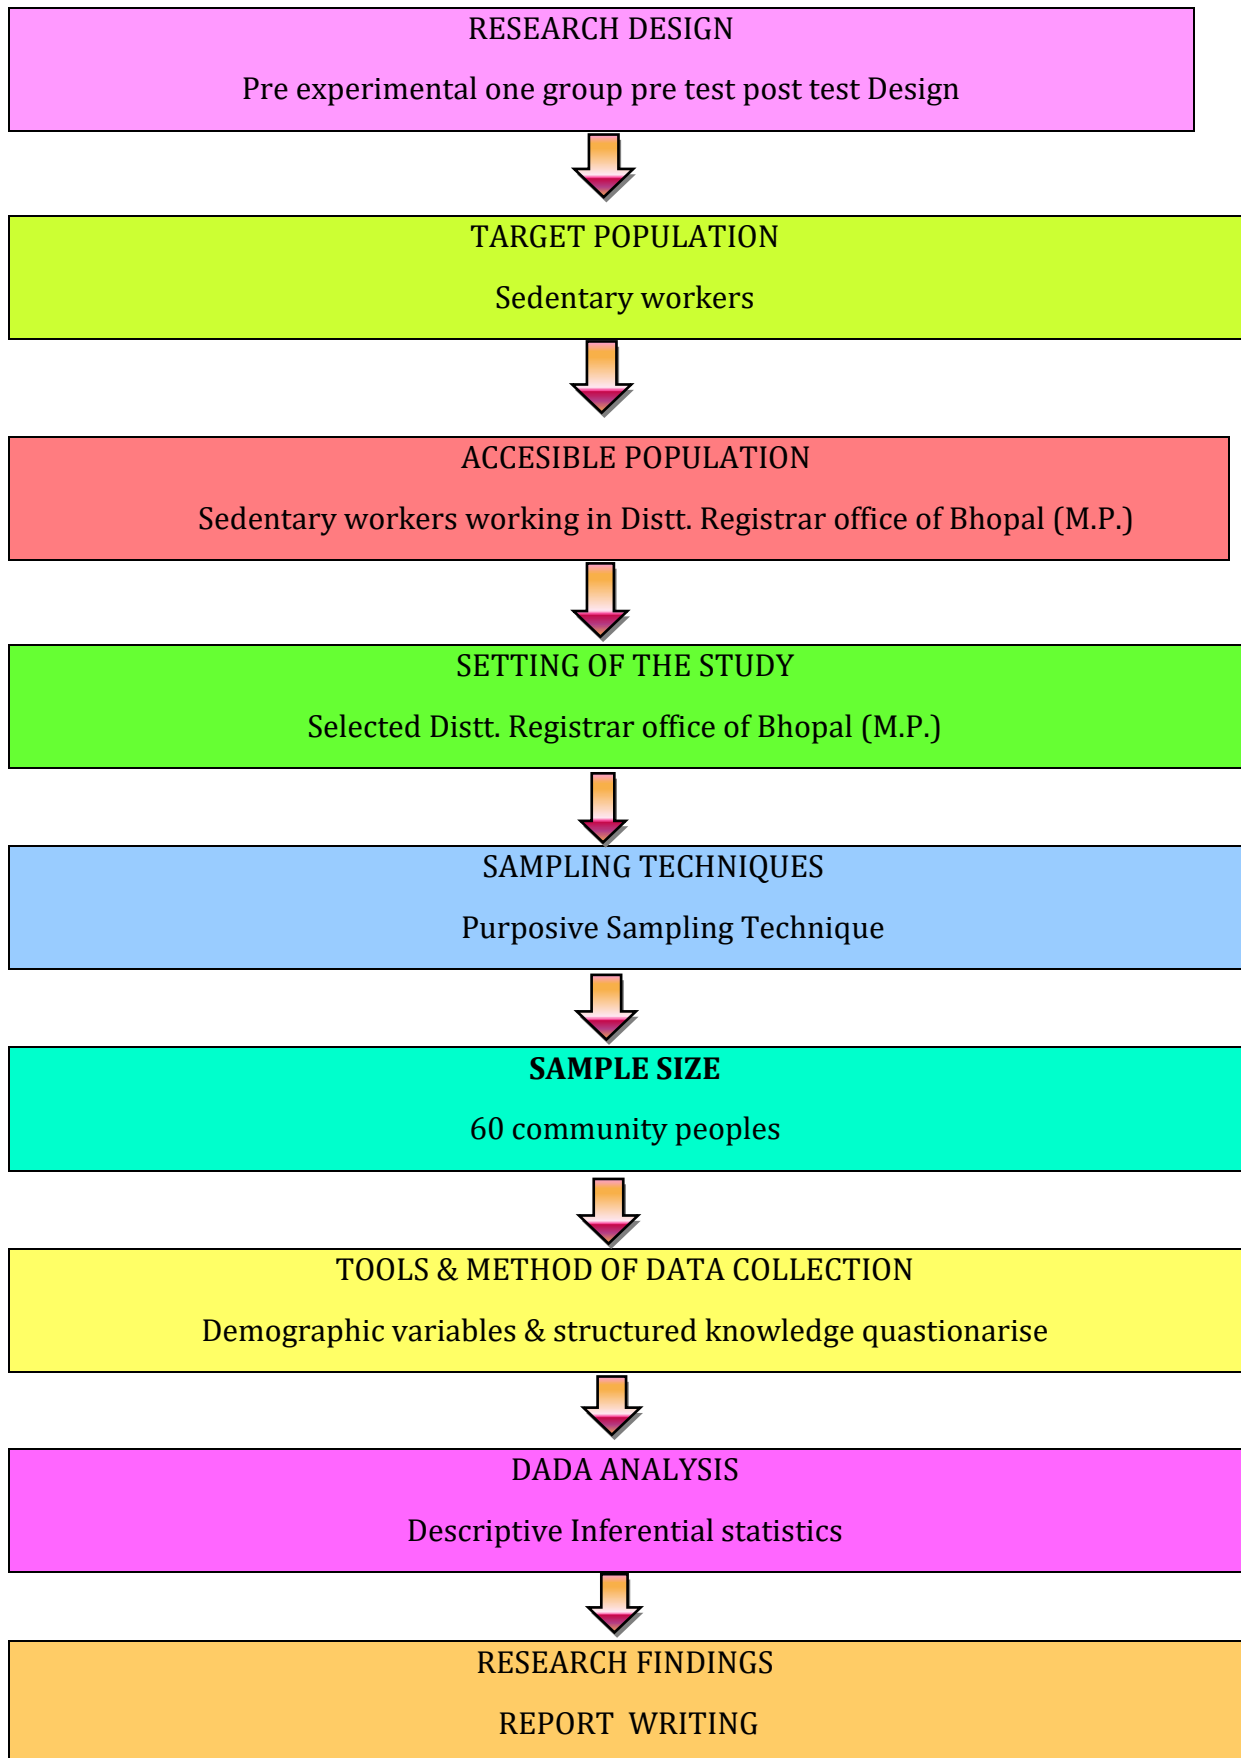 RESEARCH DESIGN
Pre experimental one group pre test post test Design
TARGET POPULATION
Sedentary workers
ACCESIBLE POPULATION
Sedentary workers working in Distt. Registrar office of Bhopal (M.P.)
SETTING OF THE STUDY
Selected Distt. Registrar office of Bhopal (M.P.)
SAMPLING TECHNIQUES
Purposive Sampling Technique
SAMPLE SIZE
60 community peoples
TOOLS & METHOD OF DATA COLLECTION
Demographic variables & structured knowledge quastionarise
DADA ANALYSIS
Descriptive Inferential statistics
RESEARCH FINDINGS
REPORT WRITING